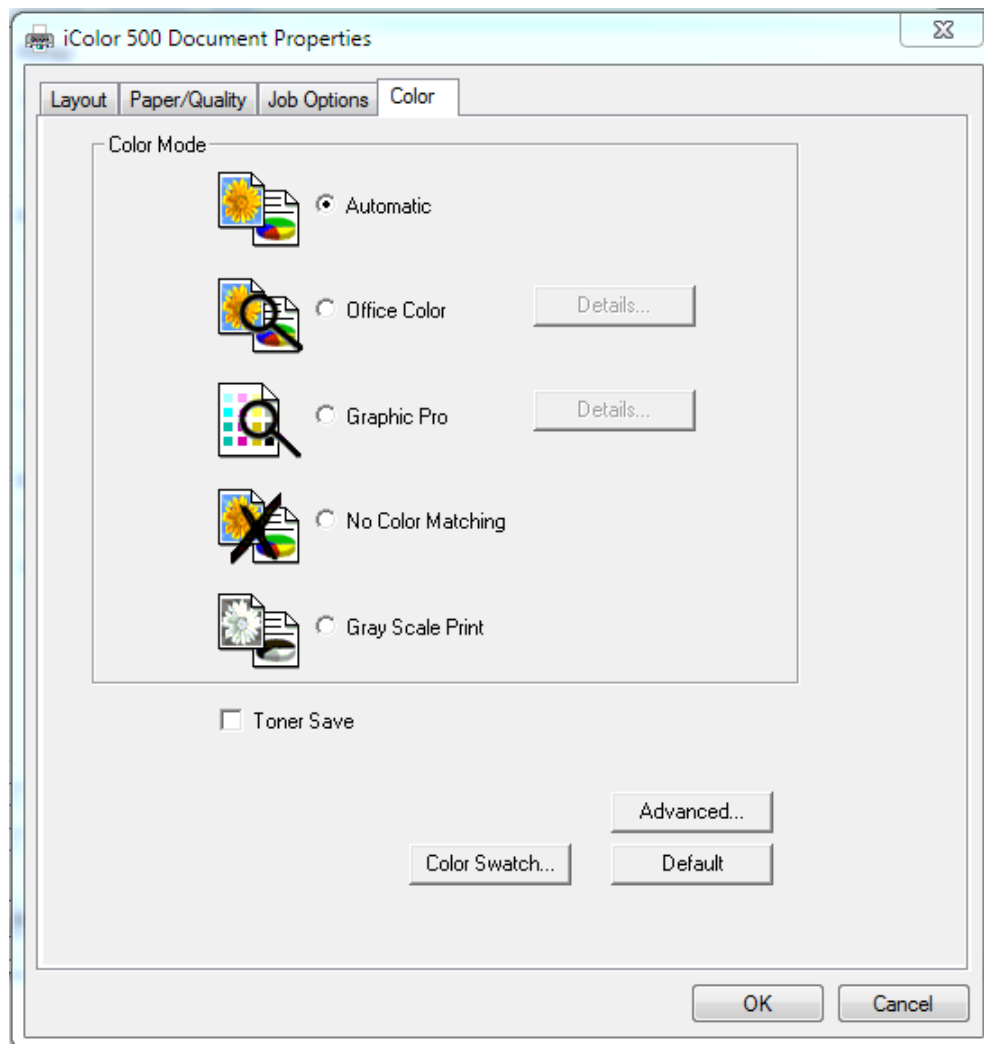 iColor 500 Document Properties
Layout Paper/Quality Job Options Color
Color Mode
Automatic
Office Color Details...
Graphic Pro Details...
No Color Matching
Gray Scale Print
Toner Save
Advanced...
Color Swatch... Default
OK Cancel